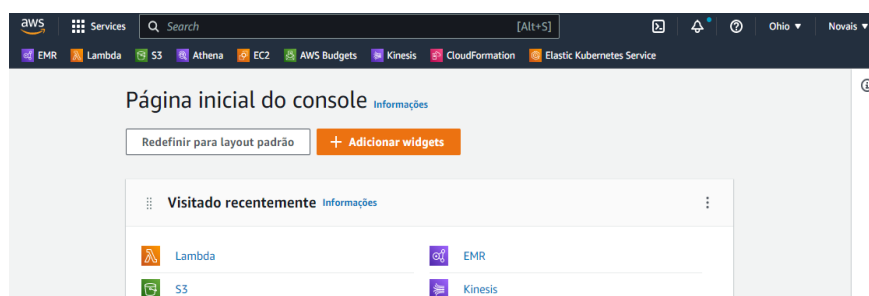 aws Services Search [Alt+S] Ohio Novais
EMR Lambda S3 Athena EC2 AWS Budgets Kinesis CloudFormation Elastic Kubernetes Service
Página inicial do console Informações
Redefinir para layout padrão + Adicionar widgets
Visitado recentemente Informações
Lambda EMR
S3 Kinesis